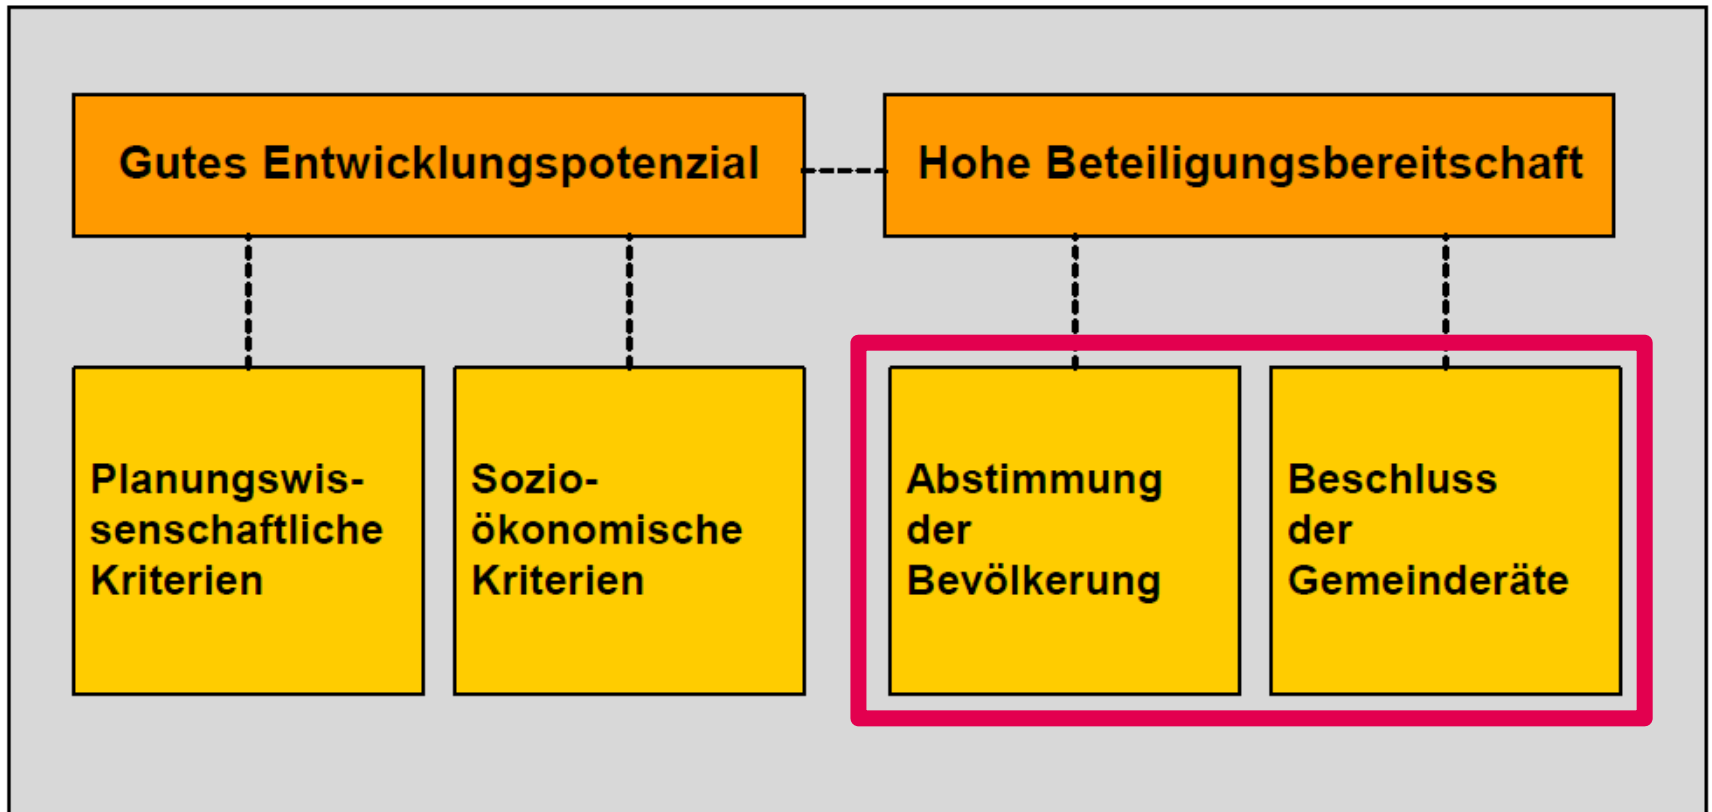 Gutes Entwicklungspotenzial
Hohe Beteiligungsbereitschaft
Planungswis-
senschaftliche
Kriterien
Sozio-
ökonomische
Kriterien
Abstimmung
der
Bevölkerung
Beschluss
der
Gemeinderäte